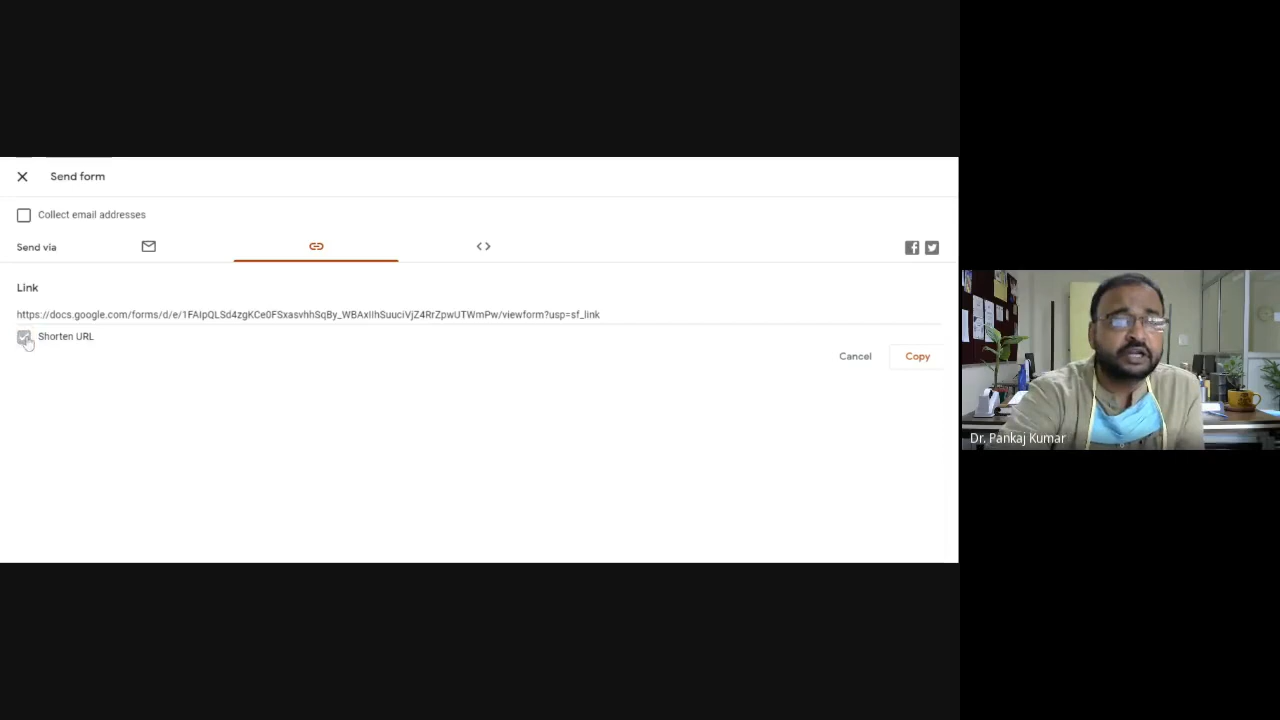 Send form
Collect email addresses
Send via
Link
https://docs.google.com/forms/d/e/1FAIpQLSd4zgKCe0FSxasvhhSqBy_WBAxIIhSuuciVjZ4RrZpwUTWmPw/viewform?usp=sf_link
Shorten URL
Cancel Copy
Dr. Pankaj Kumar